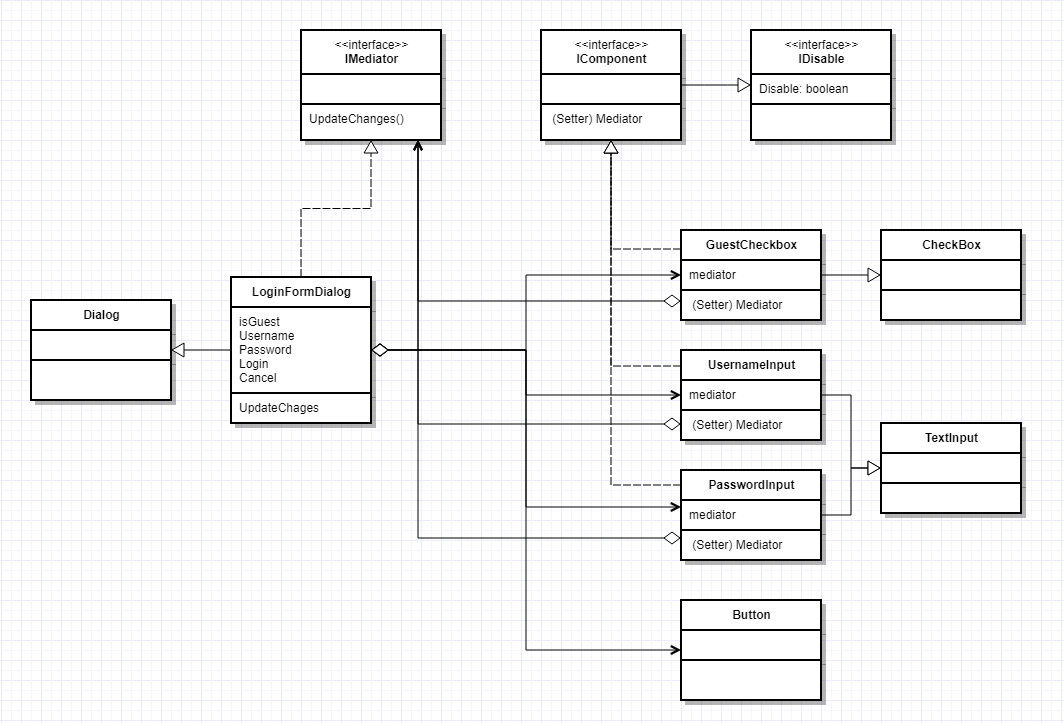 <<interface>>
IMediator
UpdateChanges()
<<interface>>
IComponent
(Setter) Mediator
<<interface>>
IDisable
Disable: boolean
GuestCheckbox
mediator
(Setter) Mediator
CheckBox
Dialog
LoginFormDialog
isGuest
Username
Password
Login
Cancel
UpdateChages
UsernameInput
mediator
(Setter) Mediator
TextInput
PasswordInput
mediator
(Setter) Mediator
Button